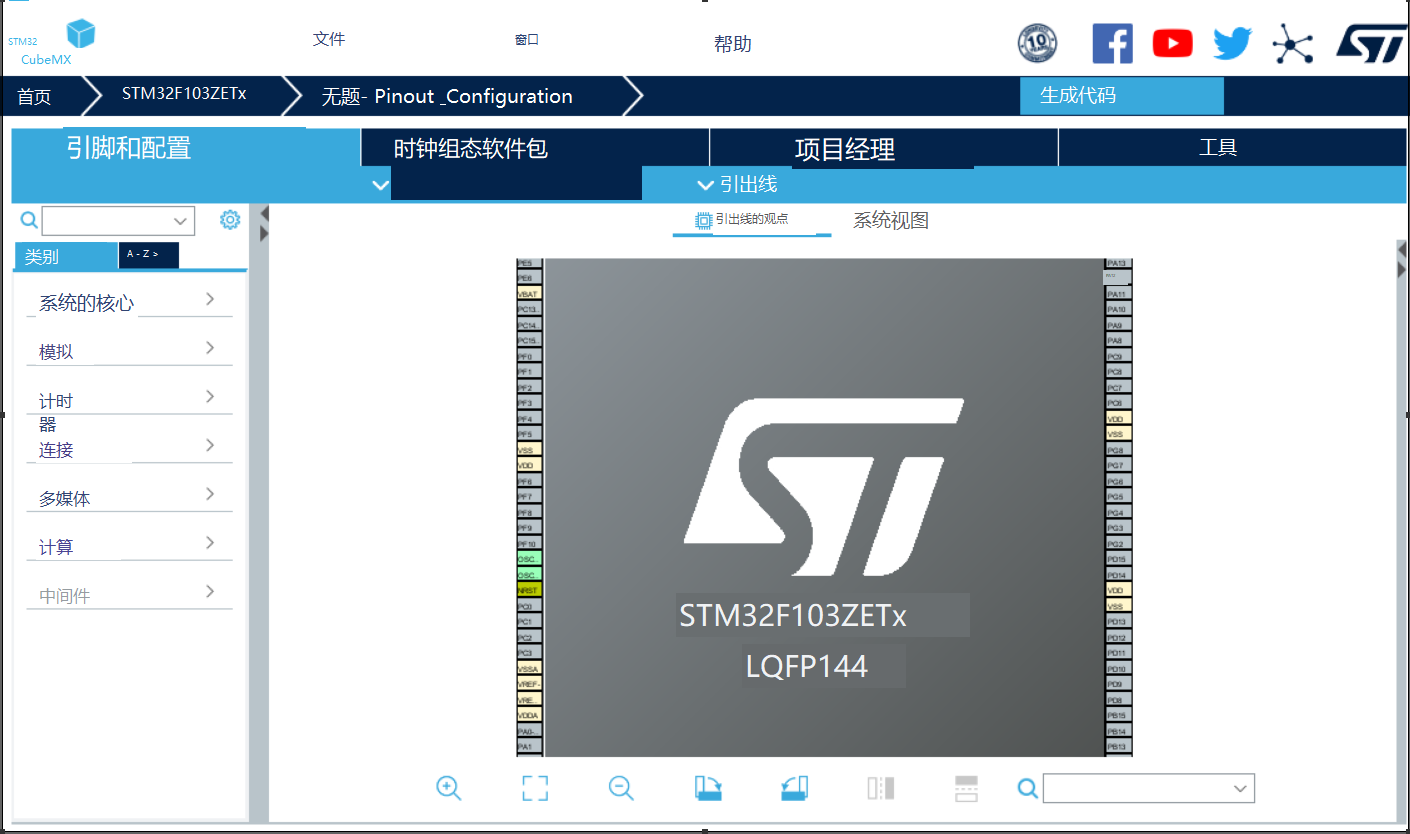 STM32
CubeMX
文件
窗口
帮助
10
YEARS
ST
首页
STM32F103ZETx
无题- Pinout _Configuration
生成代码
引脚和配置
时钟组态软件包
项目经理
工具
引出线
引出线的观点
系统视图
类别
A - Z >
系统的核心
模拟
计时
器
连接
多媒体
计算
中间件
PE5
PE6
VBAT
PC13..
PC14..
PC15..
PF0
PF1
PF2
PF3
PF4
PF5
VSS
VDD
PF6
PF7
PF8
PF9
PF10
OSC..
OSC..
NRST
PC0
PC1
PC2
PC3
VSSA
VREF-
VRE..
VDDA
PA0-..
PA1
ST
STM32F103ZETx
LQFP144
PA13
PA12
PA11
PA10
PA9
PA8
PC9
PC8
PC7
PC6
VDD
VSS
PG8
PG7
PG6
PG5
PG4
PG3
PG2
PD15
PD14
VDD
VSS
PD13
PD12
PD11
PD10
PD9
PD8
PB15
PB14
PB13